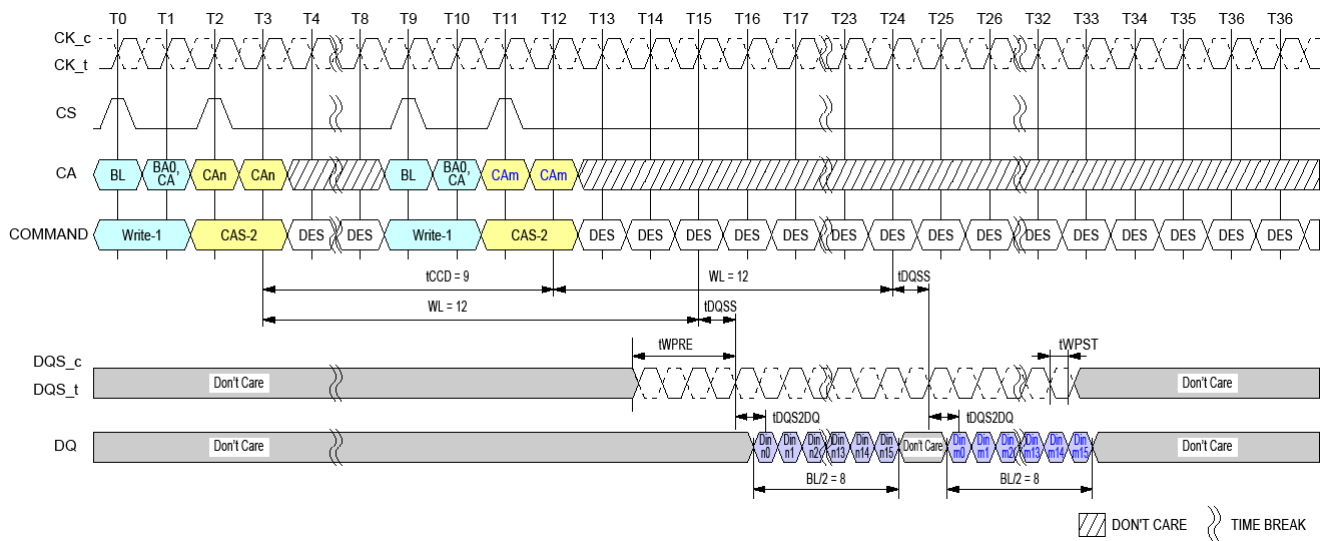 T0 T1 T2 T3 T4 T8 T9 T10 T11 T12 T13 T14 T15 T16 T17 T23 T24 T25 T26 T32 T33 T34 T35 T36 T36
CK_c
CK_t
CS
CA BL BA0, CA CAn CAn BL BA0, CA CAm CAm
COMMAND Write-1 CAS-2 DES DES Write-1 CAS-2 DES DES DES DES DES DES DES DES DES DES DES DES DES DES DES
tCCD = 9 WL = 12 tDQSS
WL = 12 tDQSS
tWPRE tWPST
DQS_c
DQS_t Don't Care Don't Care
tDQS2DQ tDQS2DQ
DQ Don't Care Din n0 Din n1 Din n2 Din n13 Din n14 Din n15 Don't Care Din m0 Din m1 Din m2 Din m13 Din m14 Din m15 Don't Care
BL/2 = 8 BL/2 = 8
DON'T CARE TIME BREAK